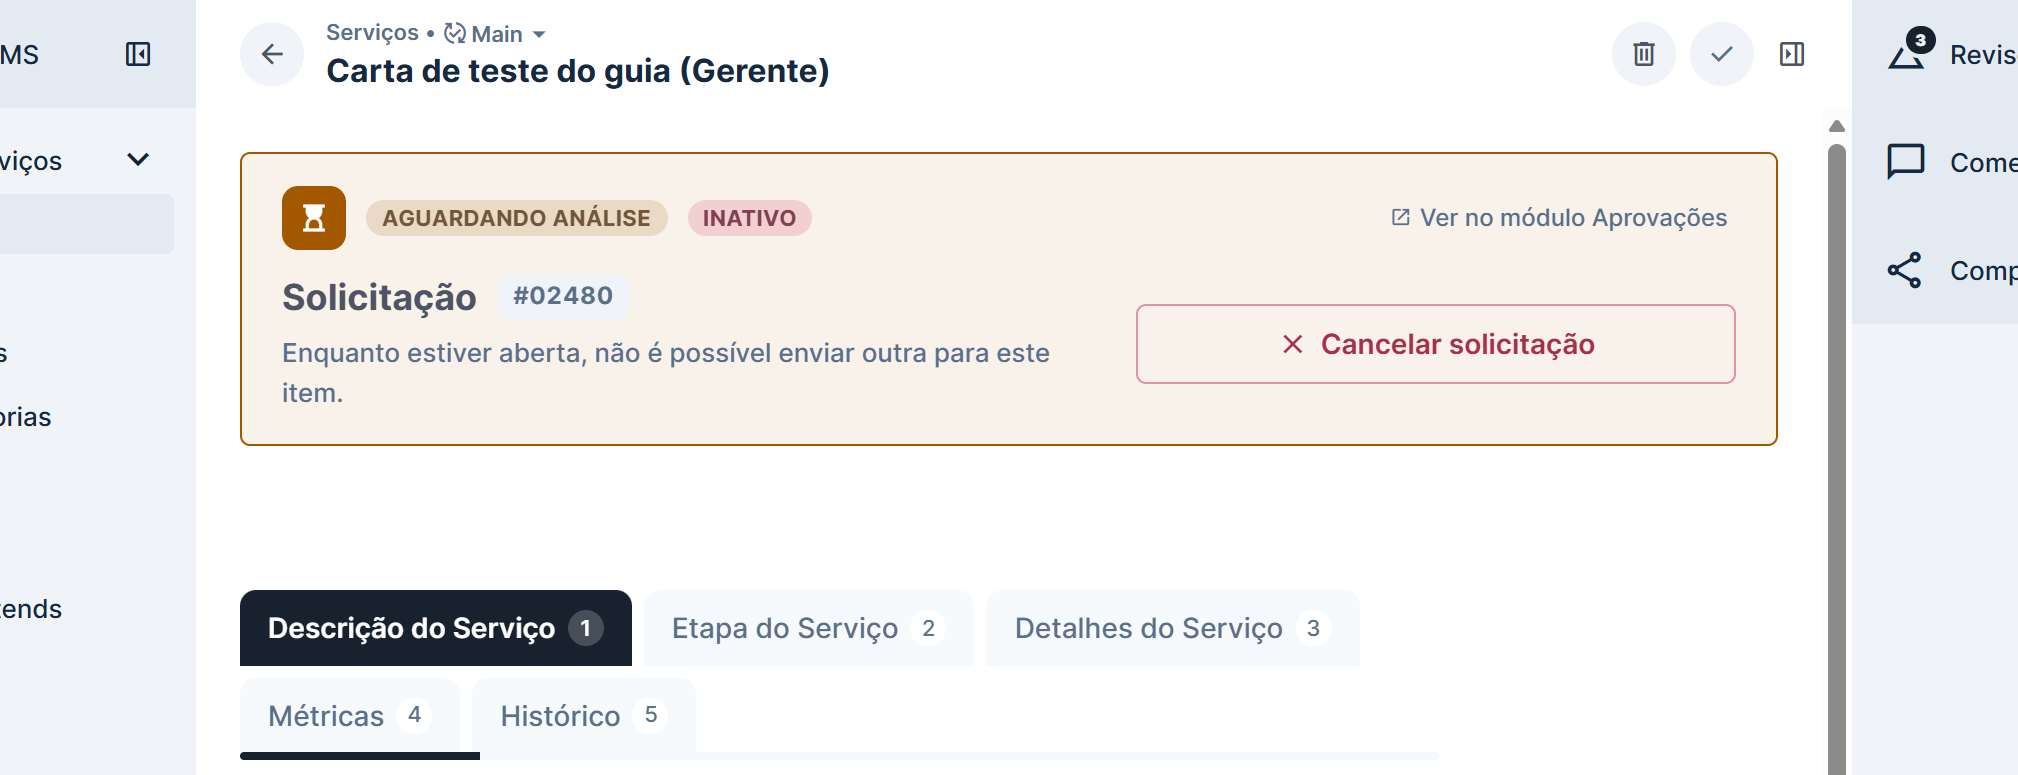 MS
Serviços • Main
Carta de teste do guia (Gerente)
3
Revis
viços
AGUARDANDO ANÁLISE
INATIVO
Ver no módulo Aprovações
Come
Solicitação #02480
Comp
Cancelar solicitação
Enquanto estiver aberta, não é possível enviar outra para este
item.
s
orias
tends
Descrição do Serviço 1
Etapa do Serviço 2
Detalhes do Serviço 3
Métricas 4
Histórico 5